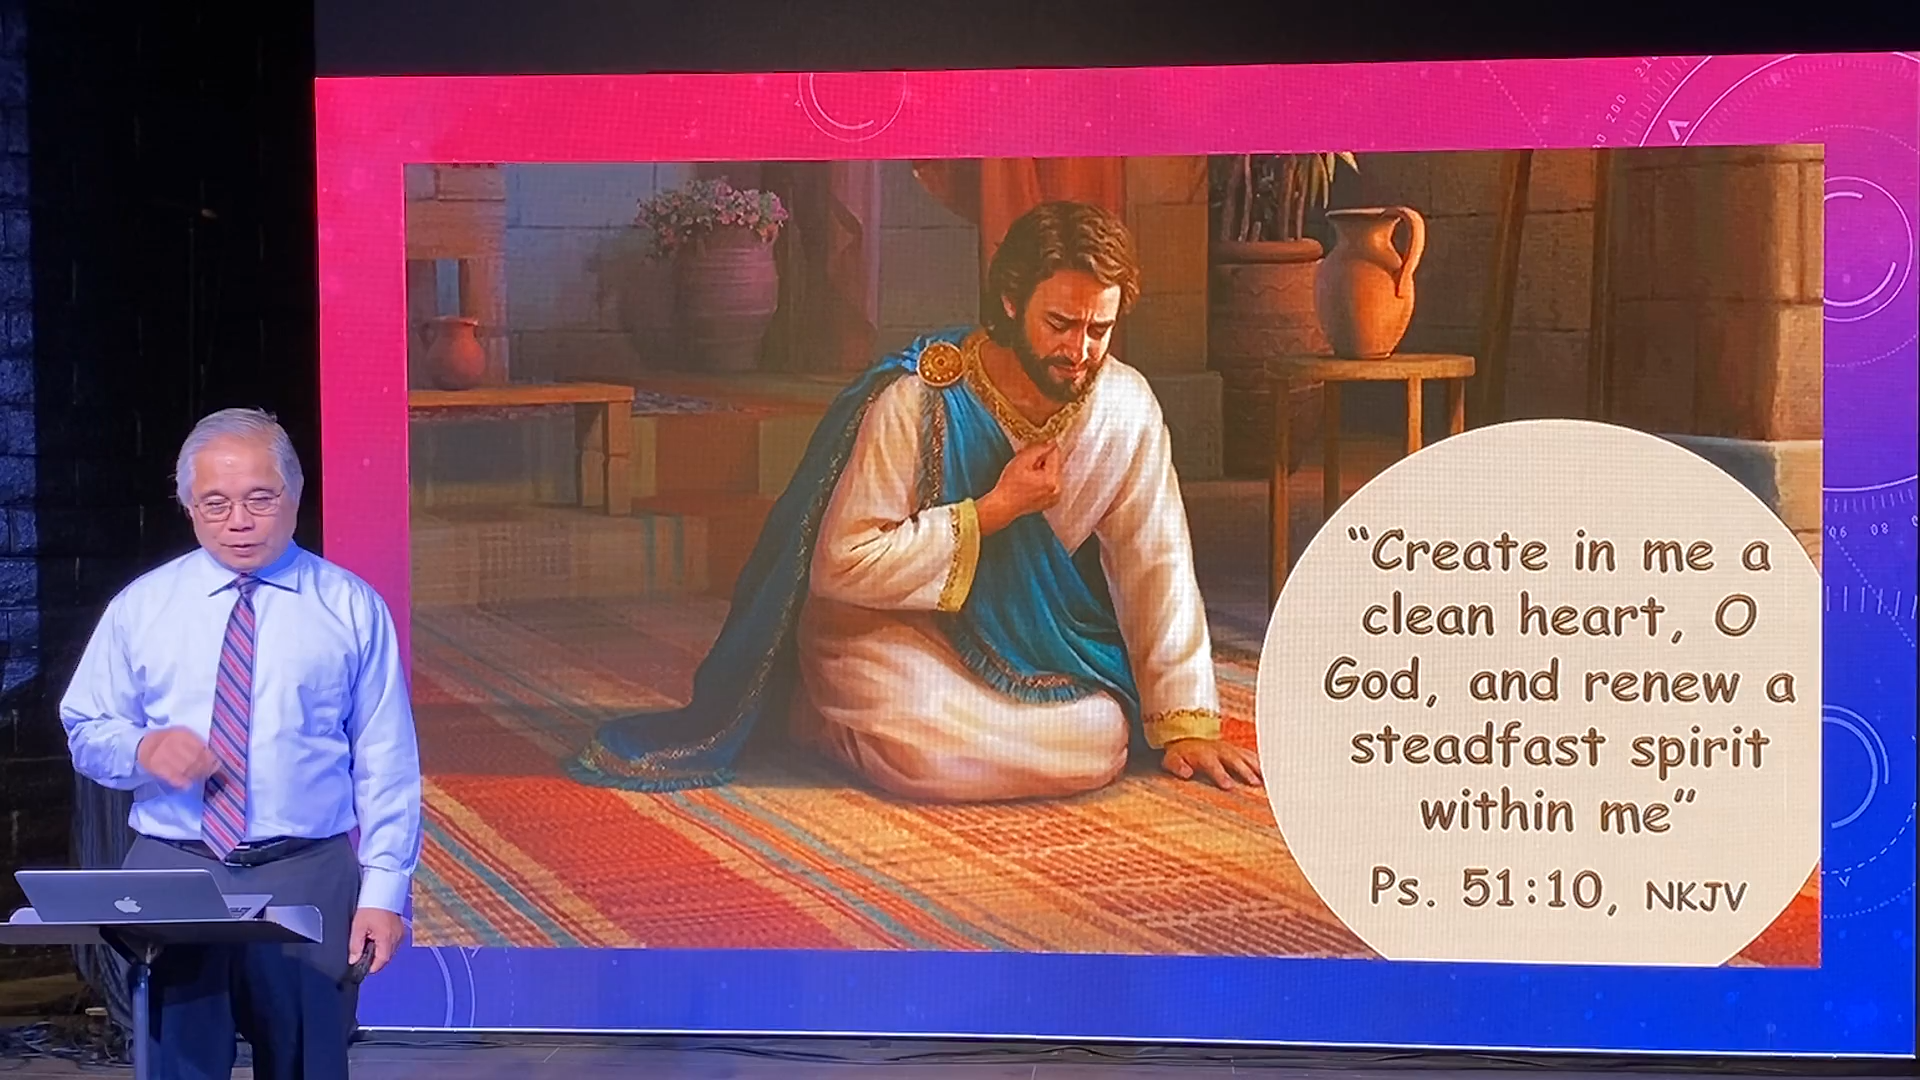 “Create in me a
clean heart, O
God, and renew a
steadfast spirit
within me”
Ps. 51:10, NKJV